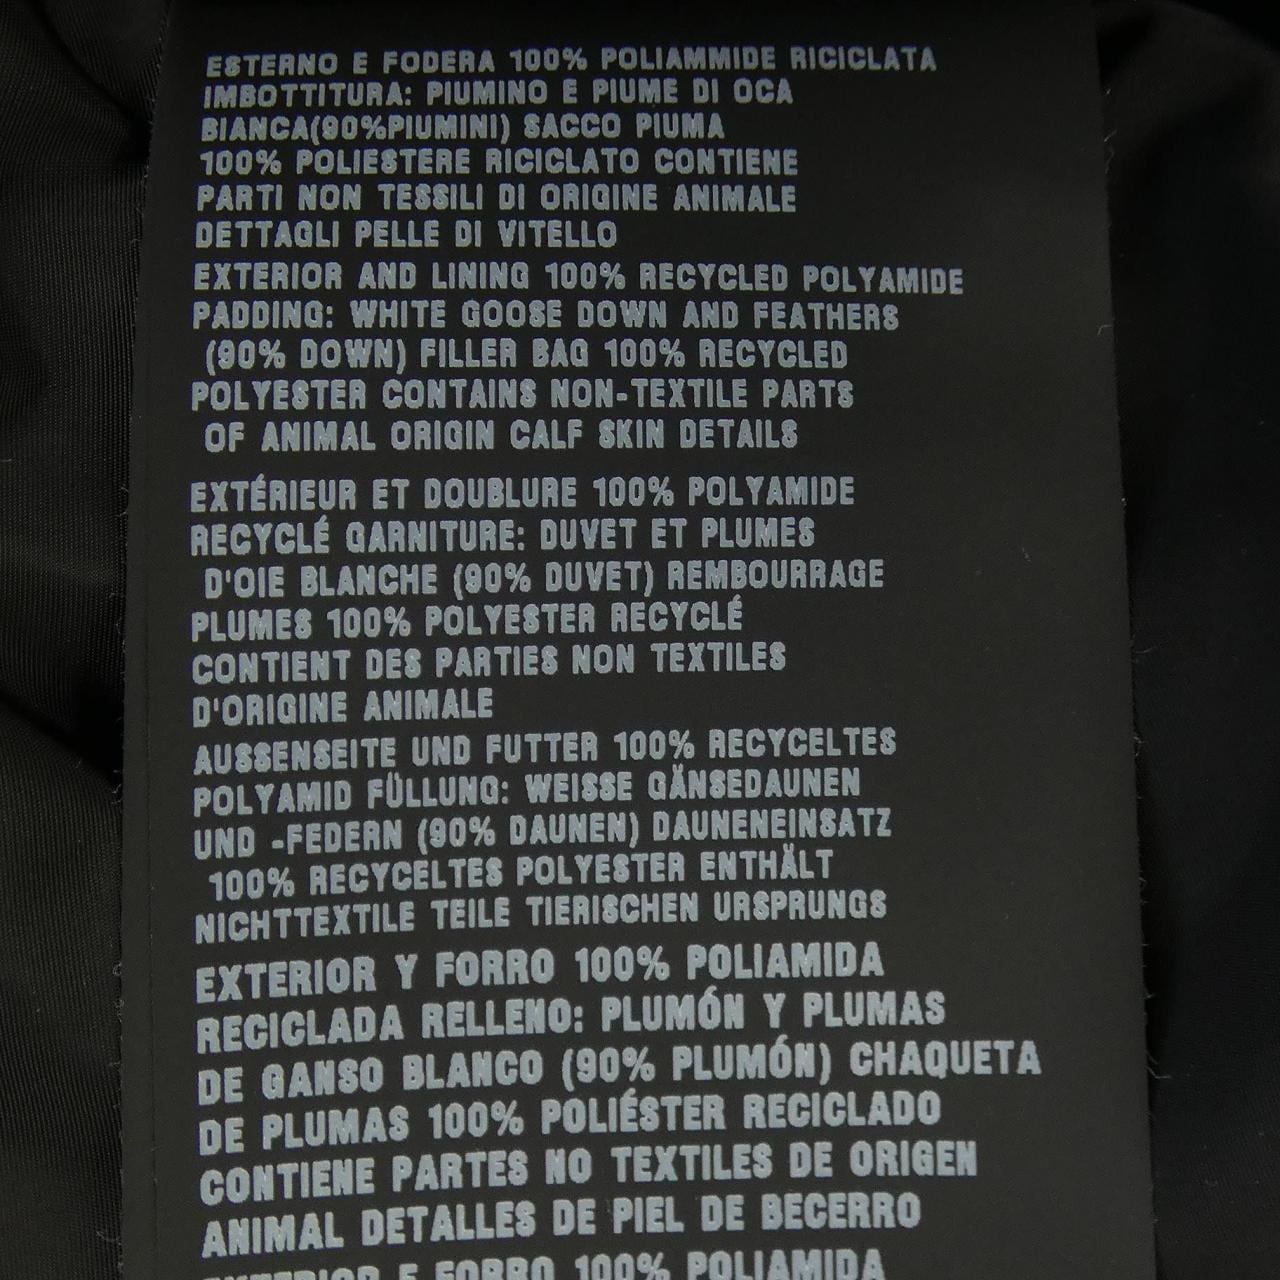 ESTERNO E FODERA 100% POLIAMMIDE RICICLATA
IMBOTTITURA: PIUMINO E PIUME DI OCA
BIANCA(90%PIUMINI) SACCO PIUMA
100% POLIESTERE RICICLATO CONTIENE
PARTI NON TESSILI DI ORIGINE ANIMALE
DETTAGLI PELLE DI VITELLO
EXTERIOR AND LINING 100% RECYCLED POLYAMIDE
PADDING: WHITE GOOSE DOWN AND FEATHERS
(90% DOWN) FILLER BAG 100% RECYCLED
POLYESTER CONTAINS NON-TEXTILE PARTS
OF ANIMAL ORIGIN CALF SKIN DETAILS
EXTÉRIEUR ET DOUBLURE 100% POLYAMIDE
RECYCLÉ GARNITURE: DUVET ET PLUMES
D'OIE BLANCHE (90% DUVET) REMBOURRAGE
PLUMES 100% POLYESTER RECYCLÉ
CONTIENT DES PARTIES NON TEXTILES
D'ORIGINE ANIMALE
AUSSENSEITE UND FUTTER 100% RECYCELTES
POLYAMID FÜLLUNG: WEISSE GÄNSEDAUNEN
UND -FEDERN (90% DAUNEN) DAUNENEINSATZ
100% RECYCELTES POLYESTER ENTHÄLT
NICHTTEXTILE TEILE TIERISCHEN URSPRUNGS
EXTERIOR Y FORRO 100% POLIAMIDA
RECICLADA RELLENO: PLUMÓN Y PLUMAS
DE GANSO BLANCO (90% PLUMÓN) CHAQUETA
DE PLUMAS 100% POLIÉSTER RECICLADO
CONTIENE PARTES NO TEXTILES DE ORIGEN
ANIMAL DETALLES DE PIEL DE BECERRO
EXTERIOR E FORRO 100% POLIAMIDA